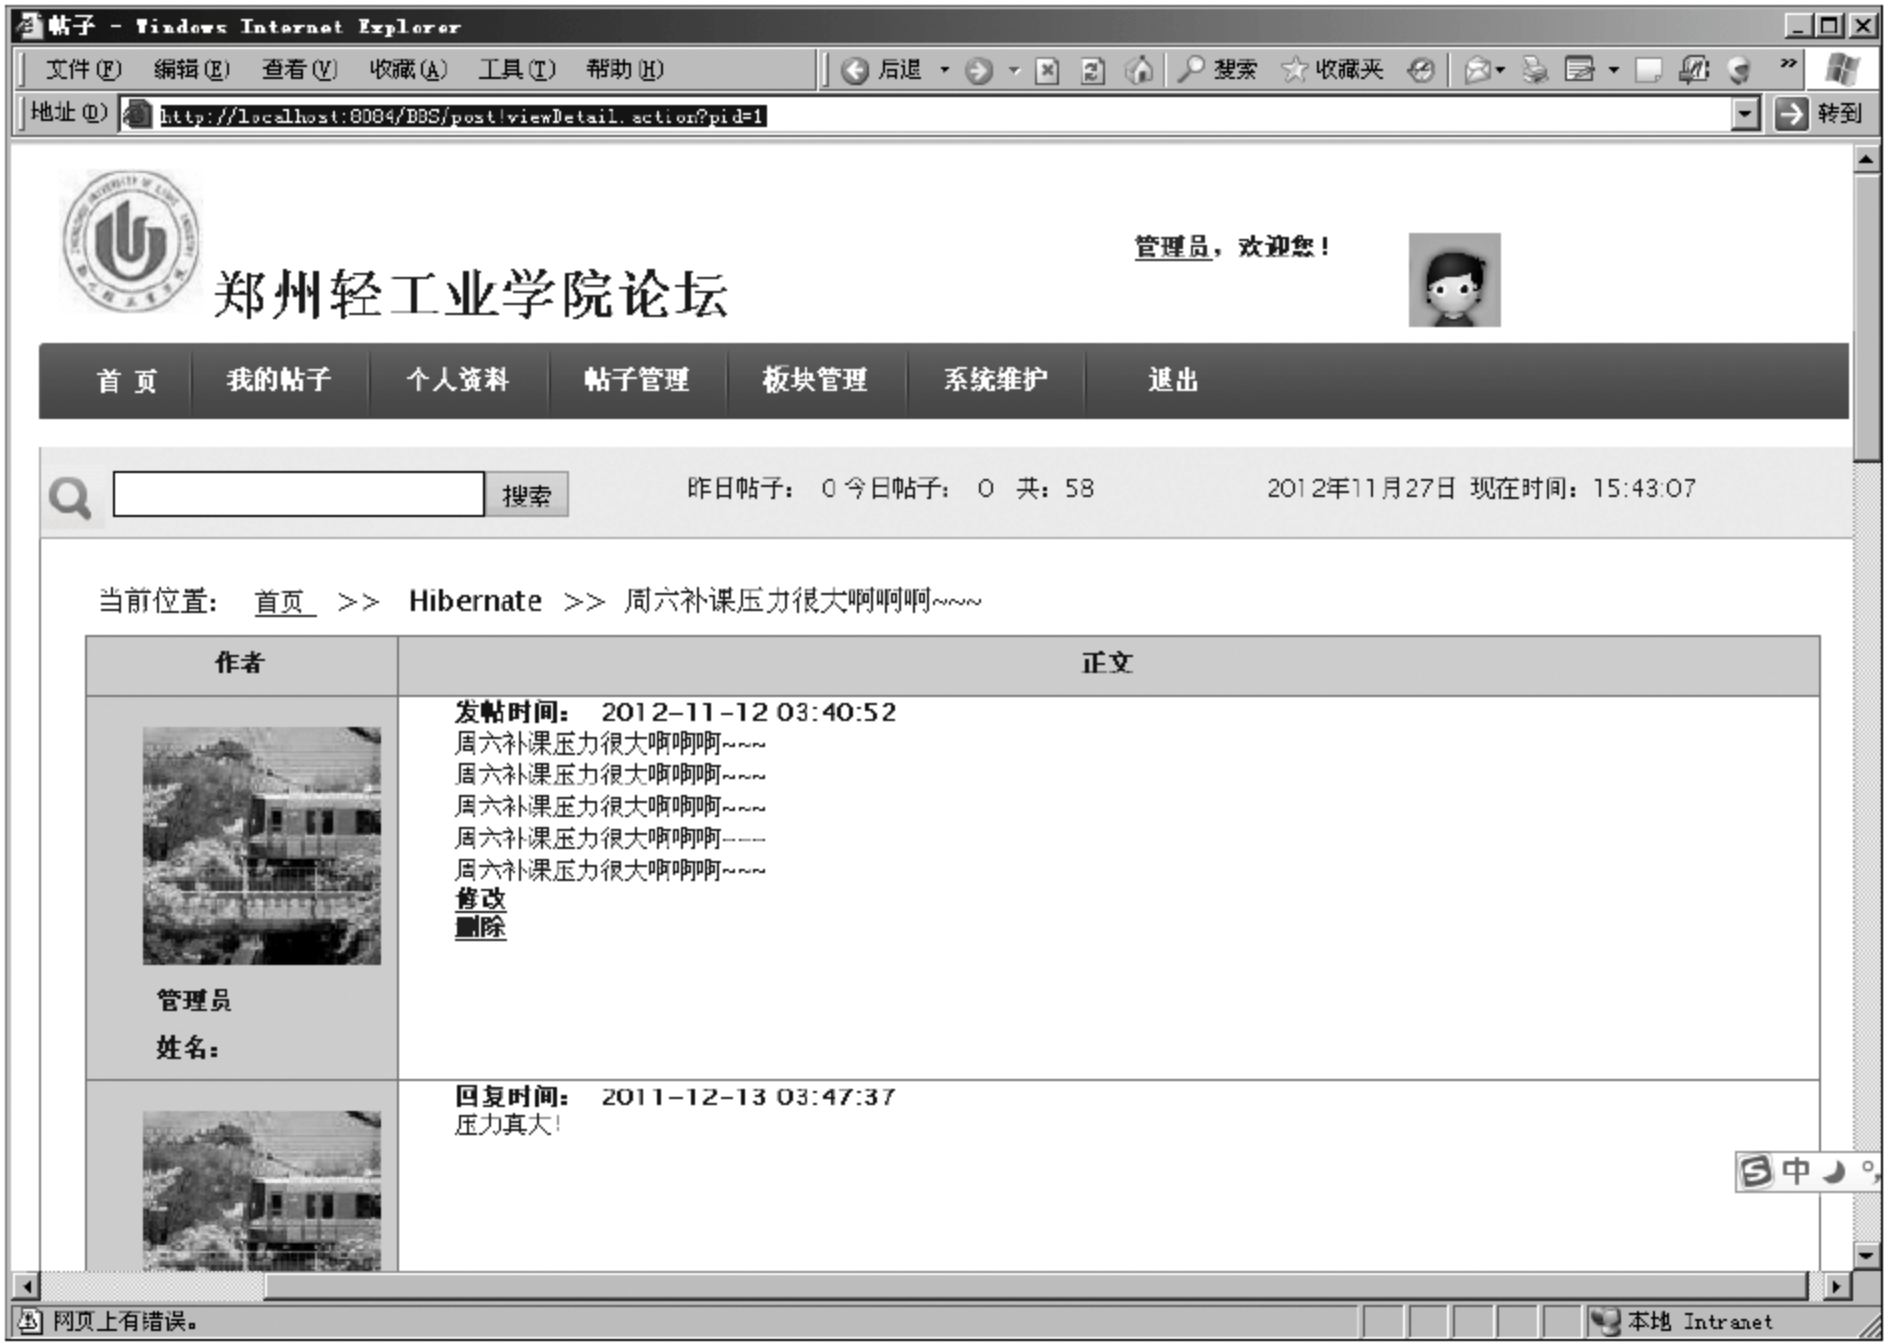 帖子 - Windows Internet Explorer
文件(F) 编辑(E) 查看(V) 收藏(A) 工具(T) 帮助(H) 后退 搜索 收藏夹 »
地址(D) http://localhost:8084/BBS/post!viewDetail.action?pid=1 转到
管理员，欢迎您！
郑州轻工业学院论坛
首 页 我的帖子 个人资料 帖子管理 板块管理 系统维护 退出
搜索 昨日帖子： 0 今日帖子： 0 共：58 2012年11月27日 现在时间：15:43:07
当前位置： 首页 >> Hibernate >> 周六补课压力很大啊啊啊~~~
作者 正文
发帖时间： 2012-11-12 03:40:52
周六补课压力很大啊啊啊~~~
周六补课压力很大啊啊啊~~~
周六补课压力很大啊啊啊~~~
周六补课压力很大啊啊啊~~~
周六补课压力很大啊啊啊~~~
修改
删除
管理员
姓名：
回复时间： 2011-12-13 03:47:37
压力真大！
中
网页上有错误。 本地 Intranet